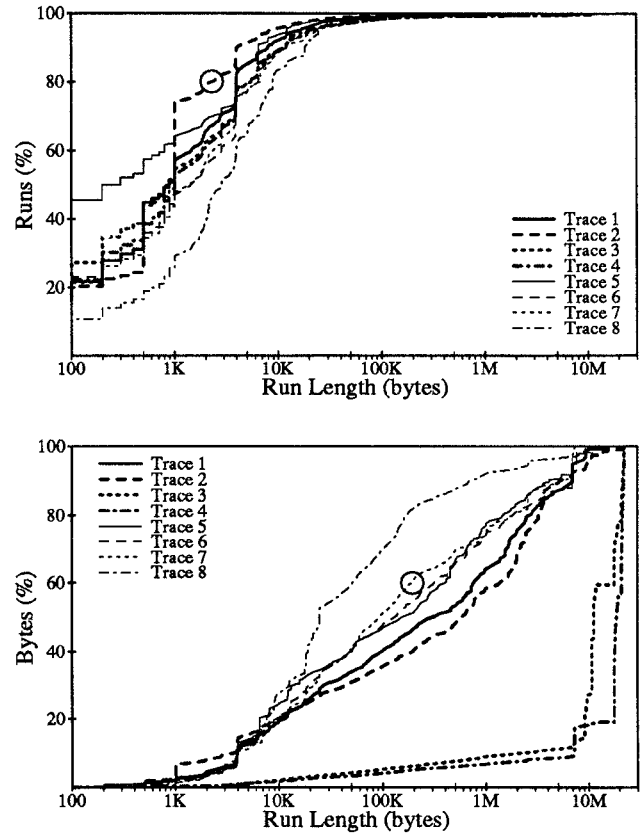 100
80
60
40
20
Runs (%)
Trace 1
Trace 2
Trace 3
Trace 4
Trace 5
Trace 6
Trace 7
Trace 8
100 1K 10K 100K 1M 10M
Run Length (bytes)
100
80
60
40
20
Bytes (%)
Trace 1
Trace 2
Trace 3
Trace 4
Trace 5
Trace 6
Trace 7
Trace 8
100 1K 10K 100K 1M 10M
Run Length (bytes)